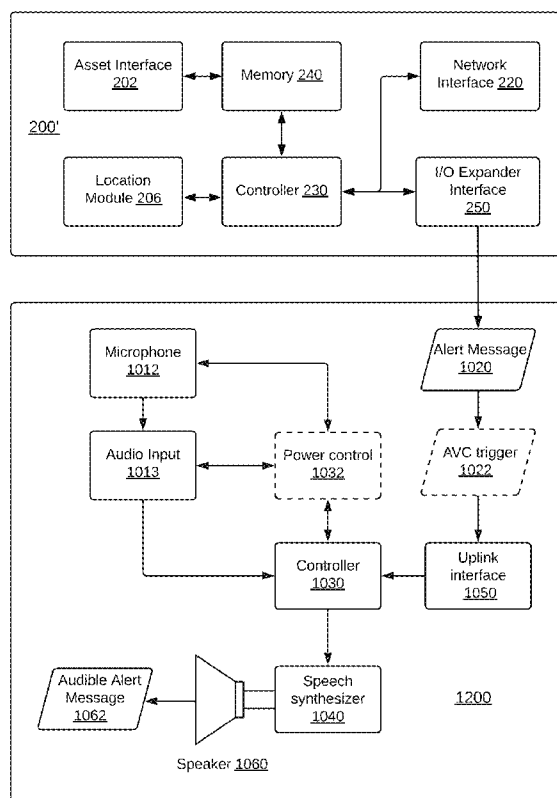 Asset Interface
202
Memory 240
Network
Interface 220
200'
Location
Module 206
Controller 230
I/O Expander
Interface
250
Microphone
1012
Alert Message
1020
Audio Input
1013
Power control
1032
AVC trigger
1022
Controller
1030
Uplink
interface
1050
Audible Alert
Message
1062
Speech
synthesizer
1040
1200
Speaker 1060